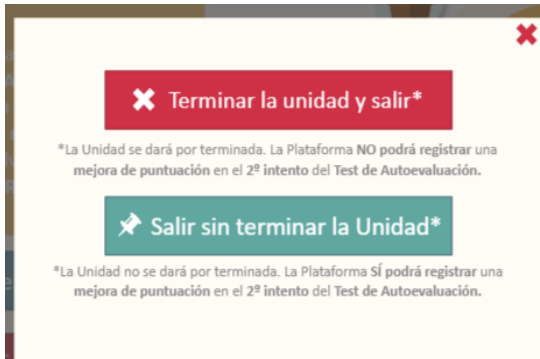 Terminar la unidad y salir*
*La Unidad se dará por terminada. La Plataforma NO podrá registrar una
mejora de puntuación en el 2º intento del Test de Autoevaluación.
Salir sin terminar la Unidad*
*La Unidad no se dará por terminada. La Plataforma SÍ podrá registrar una
mejora de puntuación en el 2º intento del Test de Autoevaluación.